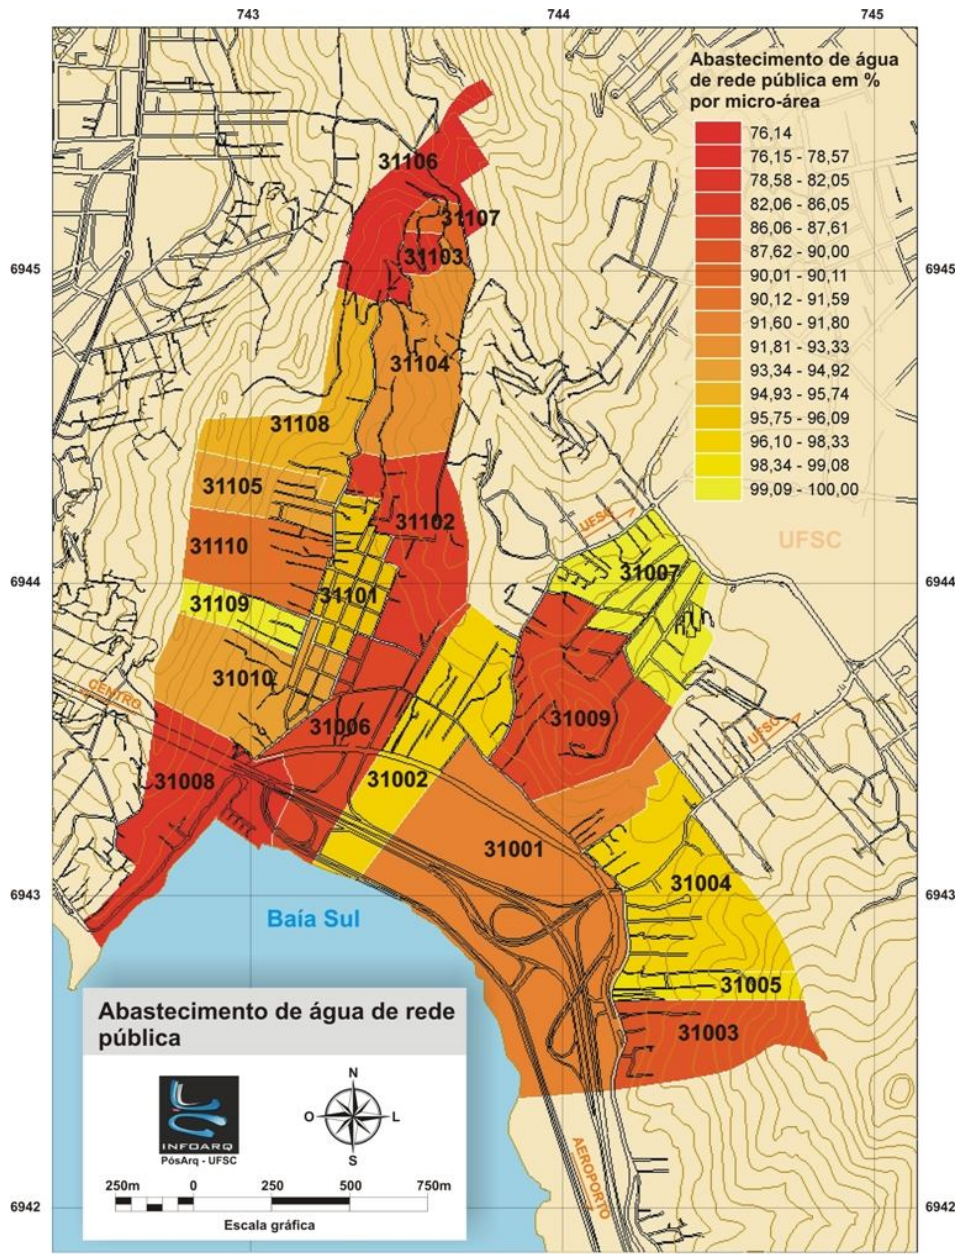 743
744
745
Abastecimento de água
de rede pública em %
por micro-área
76,14
76,15 - 78,57
78,58 - 82,05
82,06 - 86,05
86,06 - 87,61
87,62 - 90,00
90,01 - 90,11
90,12 - 91,59
91,60 - 91,80
91,81 - 93,33
93,34 - 94,92
94,93 - 95,74
95,75 - 96,09
96,10 - 98,33
98,34 - 99,08
99,09 - 100,00
31106
31107
31103
6945
6945
31104
31108
31105
31102
UFSC
UFSC
31110
31007
6944
6944
31109
31101
31010
CENTRO
31009
31006
UFSC
31008
31002
31001
31004
6943
6943
Baía Sul
31005
31003
Abastecimento de água de rede
pública
N
O
L
S
INFOARQ
PósArq - UFSC
AEROPORTO
250m
0
250
500
750m
Escala gráfica
6942
6942